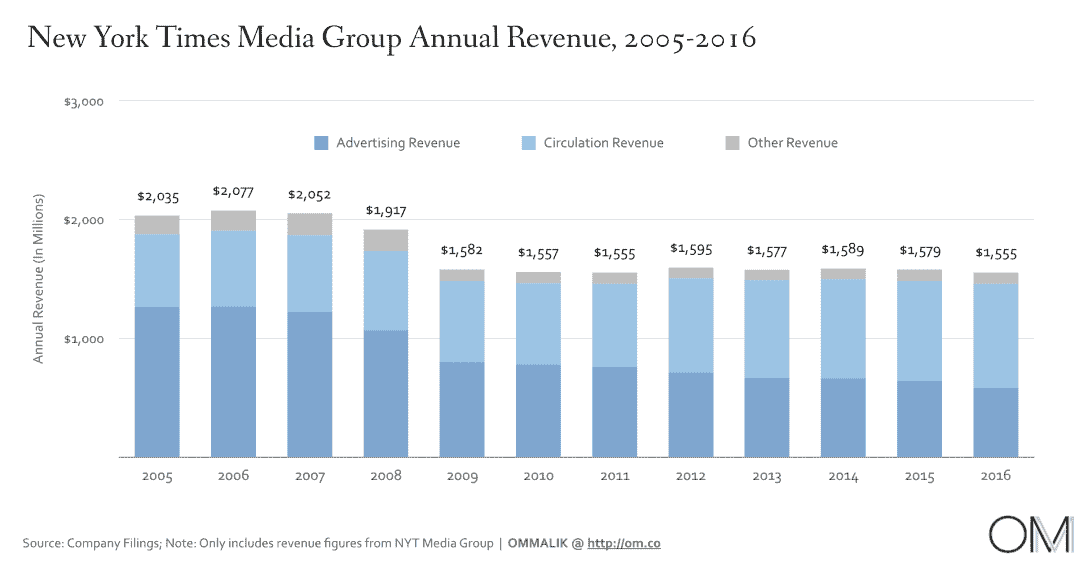 New York Times Media Group Annual Revenue, 2005-2016
$3,000
Advertising Revenue Circulation Revenue Other Revenue
$2,035 $2,077 $2,052 $1,917 $1,582 $1,557 $1,555 $1,595 $1,577 $1,589 $1,579 $1,555
Annual Revenue (In Millions)
$2,000
$1,000
2005 2006 2007 2008 2009 2010 2011 2012 2013 2014 2015 2016
Source: Company Filings; Note: Only includes revenue figures from NYT Media Group | OMMALIK @ http://om.co
OM